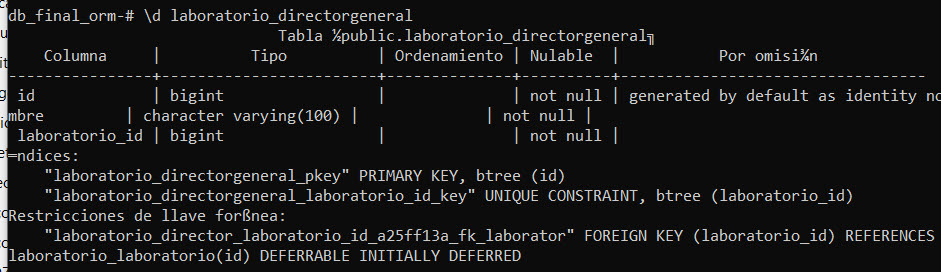 db_final_orm-# \d laboratorio_directorgeneral
Tabla ½public.laboratorio_directorgeneral╗
Columna | Tipo | Ordenamiento | Nulable | Por omisi¾n
----------------+------------------------+--------------+----------+----------------------------------
id | bigint | | not null | generated by default as identity no
mbre | character varying(100) | | not null |
laboratorio_id | bigint | | not null |
═ndices:
"laboratorio_directorgeneral_pkey" PRIMARY KEY, btree (id)
"laboratorio_directorgeneral_laboratorio_id_key" UNIQUE CONSTRAINT, btree (laboratorio_id)
Restricciones de llave forßnea:
"laboratorio_director_laboratorio_id_a25ff13a_fk_laborator" FOREIGN KEY (laboratorio_id) REFERENCES
laboratorio_laboratorio(id) DEFERRABLE INITIALLY DEFERRED